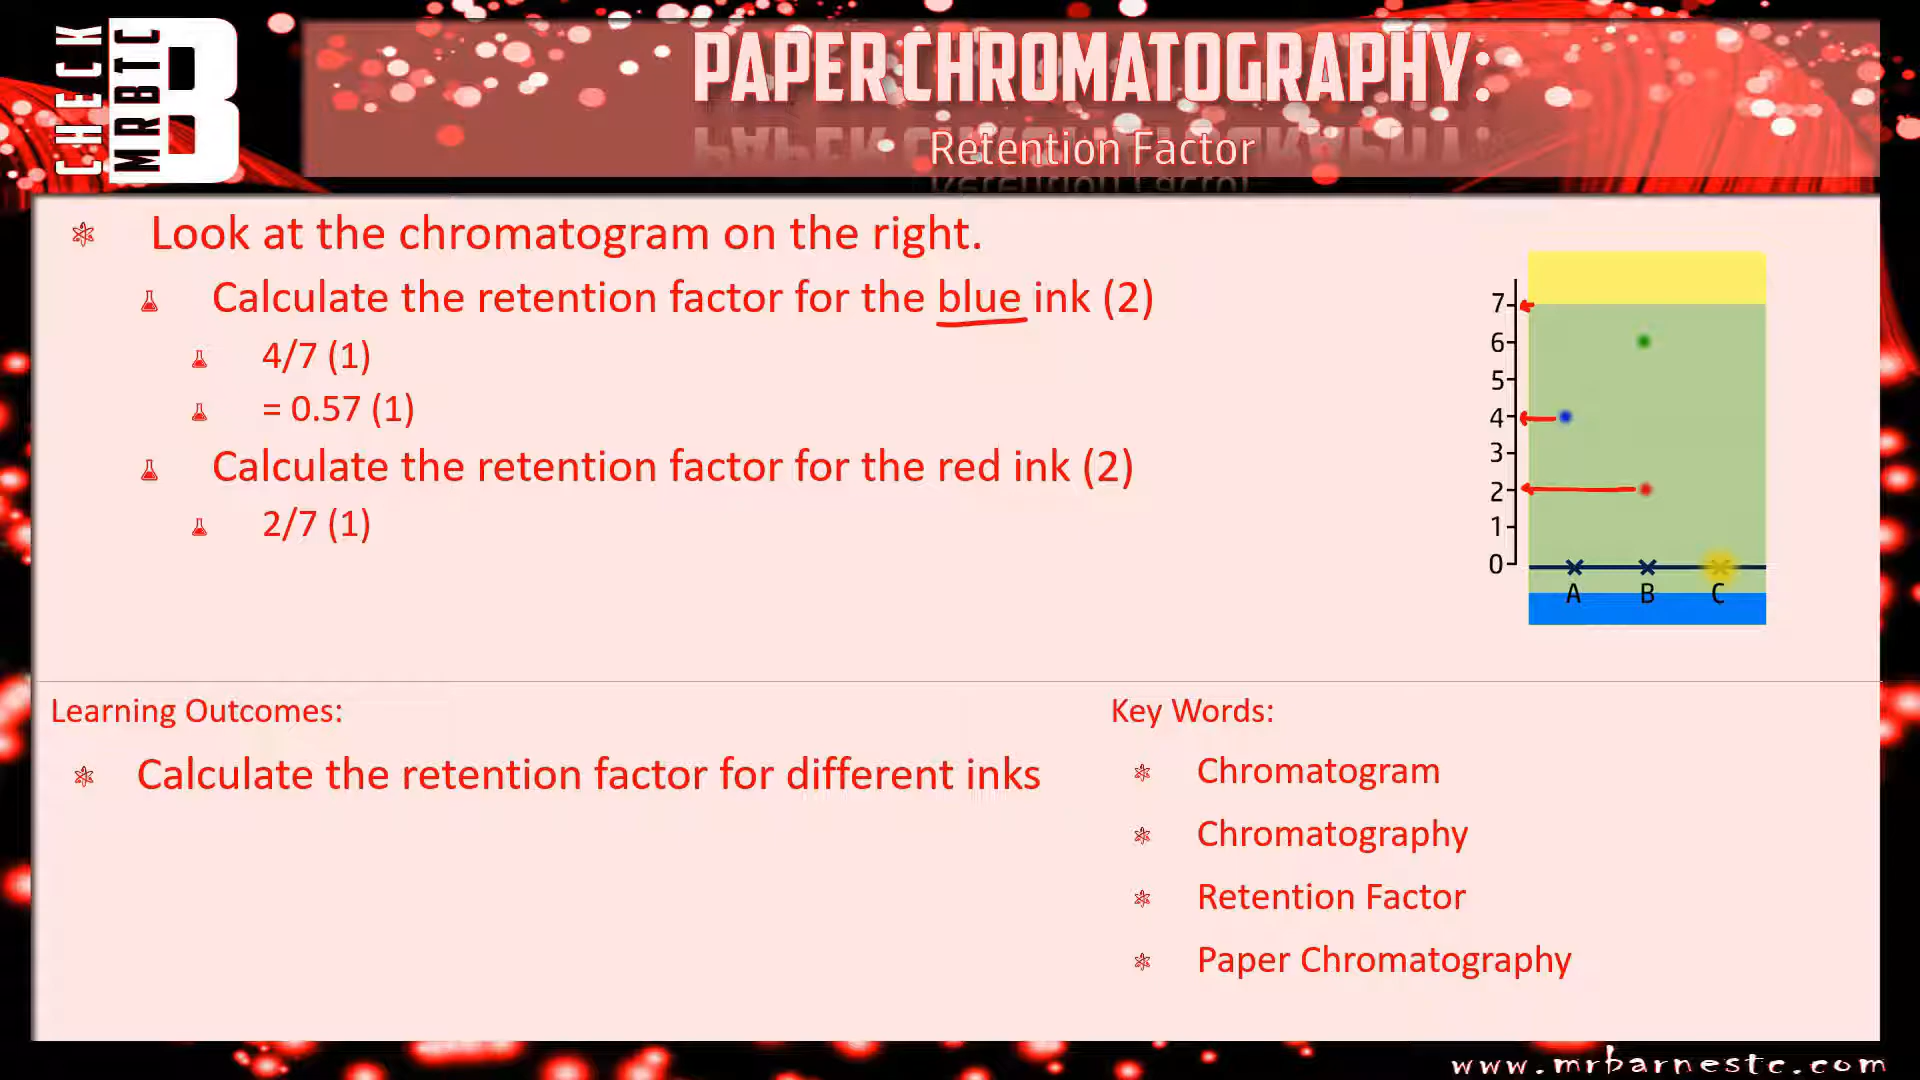 CHECK
MRBTC
B
PAPER CHROMATOGRAPHY:
Retention Factor
Look at the chromatogram on the right.
Calculate the retention factor for the blue ink (2)
4/7 (1)
= 0.57 (1)
Calculate the retention factor for the red ink (2)
2/7 (1)
7
6
5
4
3
2
1
0
A B C
Learning Outcomes:
Calculate the retention factor for different inks
Key Words:
Chromatogram
Chromatography
Retention Factor
Paper Chromatography
www.mrbarnestc.com